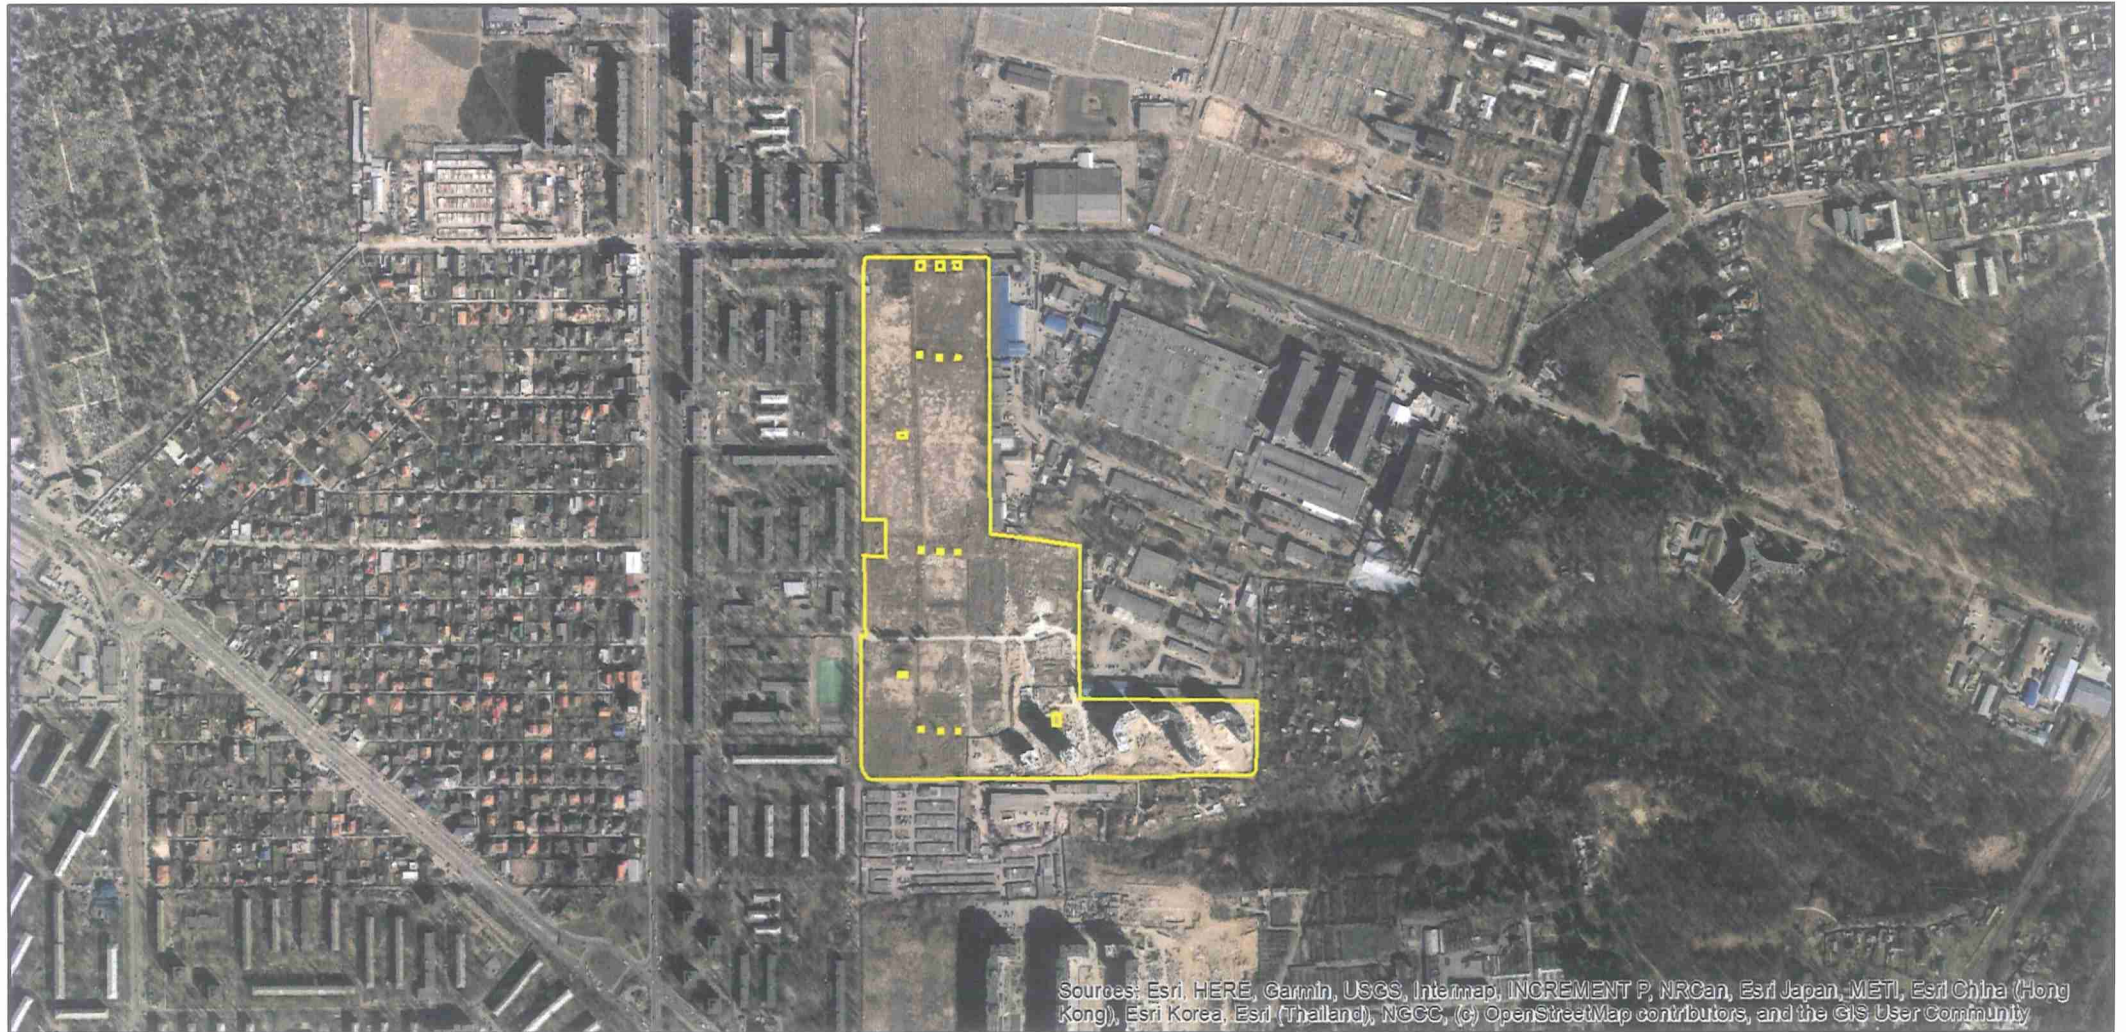 Sources: Esri, HERE, Garmin, USGS, Intermap, INCREMENT P, NRCan, Esri Japan, METI, Esri China (Hong
Kong), Esri Korea, Esri (Thailand), NGCC, (c) OpenStreetMap contributors, and the GIS User Community